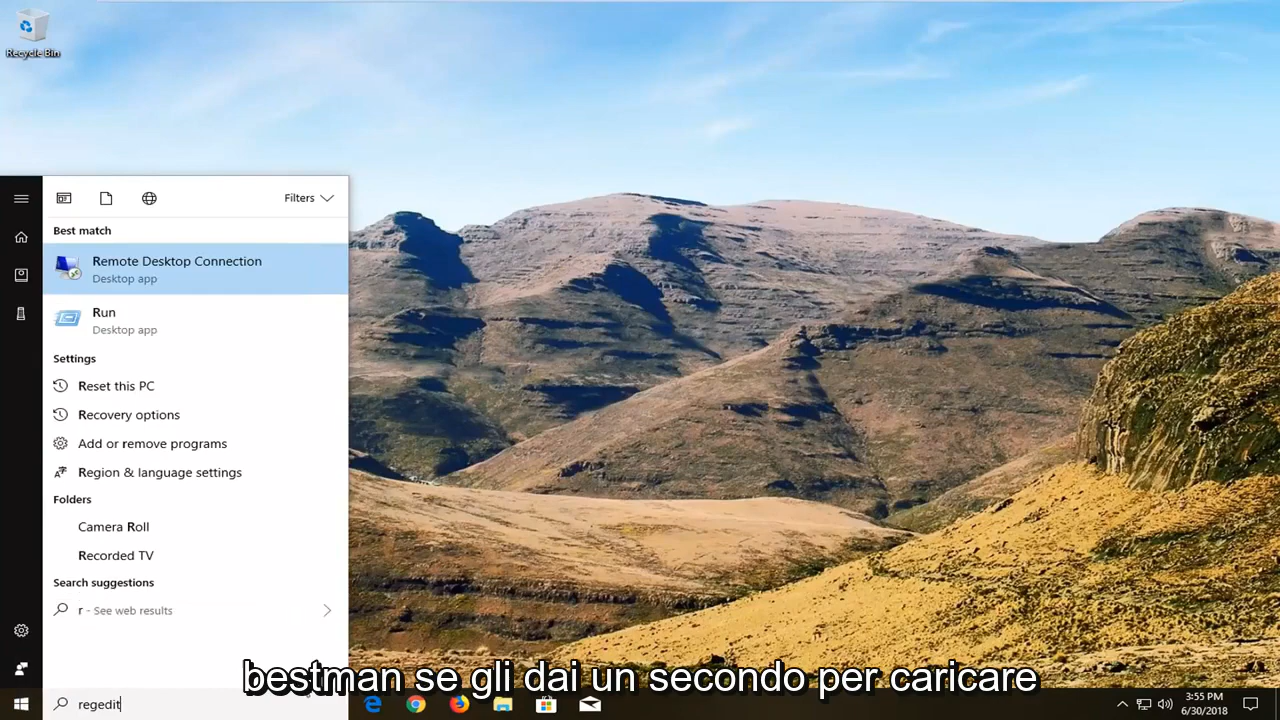 Recycle Bin
Filters
Best match
Remote Desktop Connection
Desktop app
Run
Desktop app
Settings
Reset this PC
Recovery options
Add or remove programs
Region & language settings
Folders
Camera Roll
Recorded TV
Search suggestions
r - See web results
bestman se gli dai un secondo per caricare
regedit
3:55 PM
6/30/2018